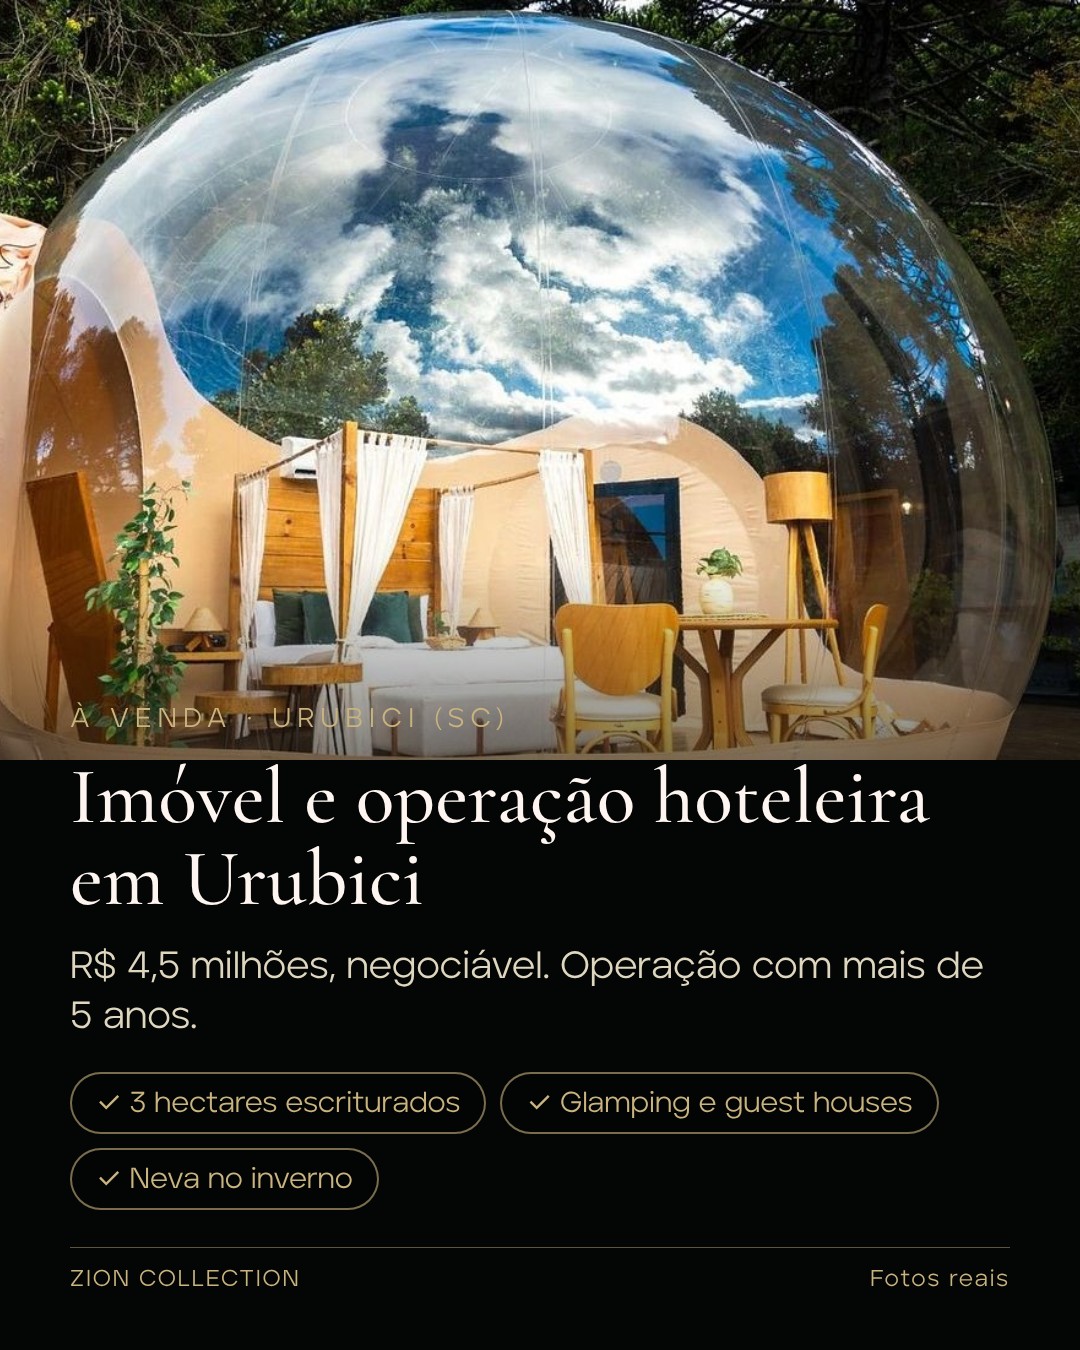 À VENDA · URUBICI (SC)
Imóvel e operação hoteleira
em Urubici
R$ 4,5 milhões, negociável. Operação com mais de
5 anos.
✓ 3 hectares escriturados ✓ Glamping e guest houses
✓ Neva no inverno
ZION COLLECTION Fotos reais